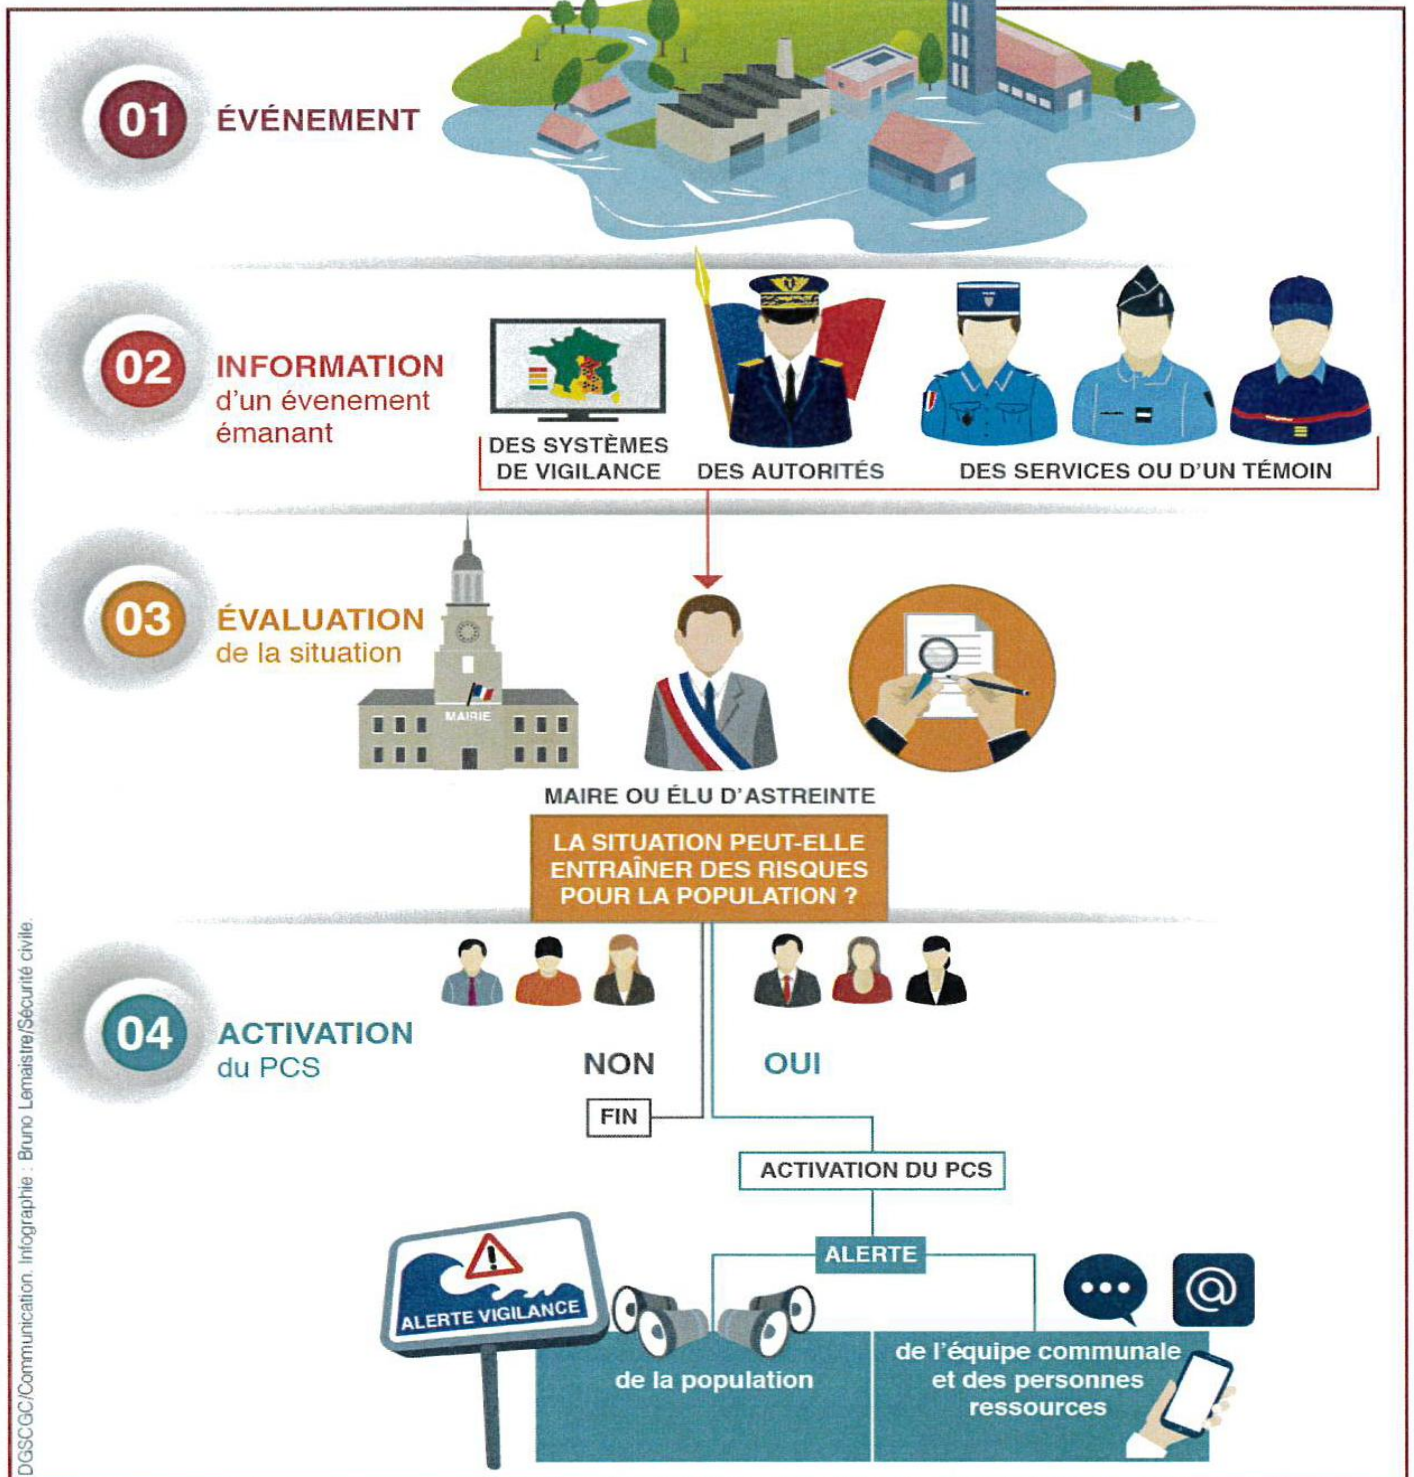 01
ÉVÉNEMENT
02
INFORMATION
d'un évenement
émanant
DES SYSTÈMES
DE VIGILANCE
DES AUTORITÉS
DES SERVICES OU D'UN TÉMOIN
03
ÉVALUATION
de la situation
MAIRIE
MAIRE OU ÉLU D'ASTREINTE
LA SITUATION PEUT-ELLE
ENTRAÎNER DES RISQUES
POUR LA POPULATION ?
04
ACTIVATION
du PCS
NON
OUI
FIN
ACTIVATION DU PCS
ALERTE
ALERTE VIGILANCE
@
de la population
de l'équipe communale
et des personnes
ressources
DGSCGC/Communication. Infographie : Bruno Lemaistre/Sécurité civile.